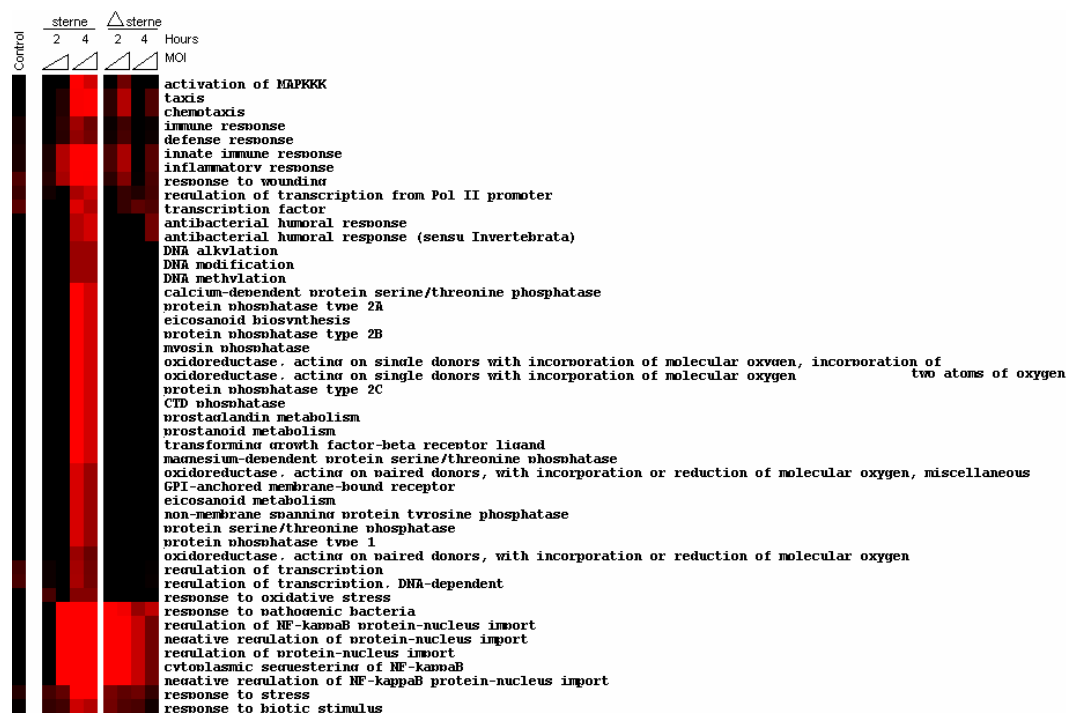 sterne △ sterne
Control 2 4 2 4 Hours
MOI
activation of MAPKKK
taxis
chemotaxis
immune response
defense response
innate immune response
inflammatory response
response to wounding
regulation of transcription from Pol II promoter
transcription factor
antibacterial humoral response
antibacterial humoral response (sensu Invertebrata)
DNA alkylation
DNA modification
DNA methylation
calcium-dependent protein serine/threonine phosphatase
protein phosphatase type 2A
eicosanoid biosynthesis
protein phosphatase type 2B
myosin phosphatase
oxidoreductase, acting on single donors with incorporation of molecular oxygen, incorporation of
oxidoreductase, acting on single donors with incorporation of molecular oxygen two atoms of oxygen
protein phosphatase type 2C
CTD phosphatase
prostaglandin metabolism
prostanoid metabolism
transforming growth factor-beta receptor ligand
magnesium-dependent protein serine/threonine phosphatase
oxidoreductase, acting on paired donors, with incorporation or reduction of molecular oxygen, miscellaneous
GPI-anchored membrane-bound receptor
eicosanoid metabolism
non-membrane spanning protein tyrosine phosphatase
protein serine/threonine phosphatase
protein phosphatase type 1
oxidoreductase, acting on paired donors, with incorporation or reduction of molecular oxygen
regulation of transcription
regulation of transcription, DNA-dependent
response to oxidative stress
response to pathogenic bacteria
regulation of NF-kappaB protein-nucleus import
negative regulation of protein-nucleus import
regulation of protein-nucleus import
cytoplasmic sequestering of NF-kappaB
negative regulation of NF-kappaB protein-nucleus import
response to stress
response to biotic stimulus